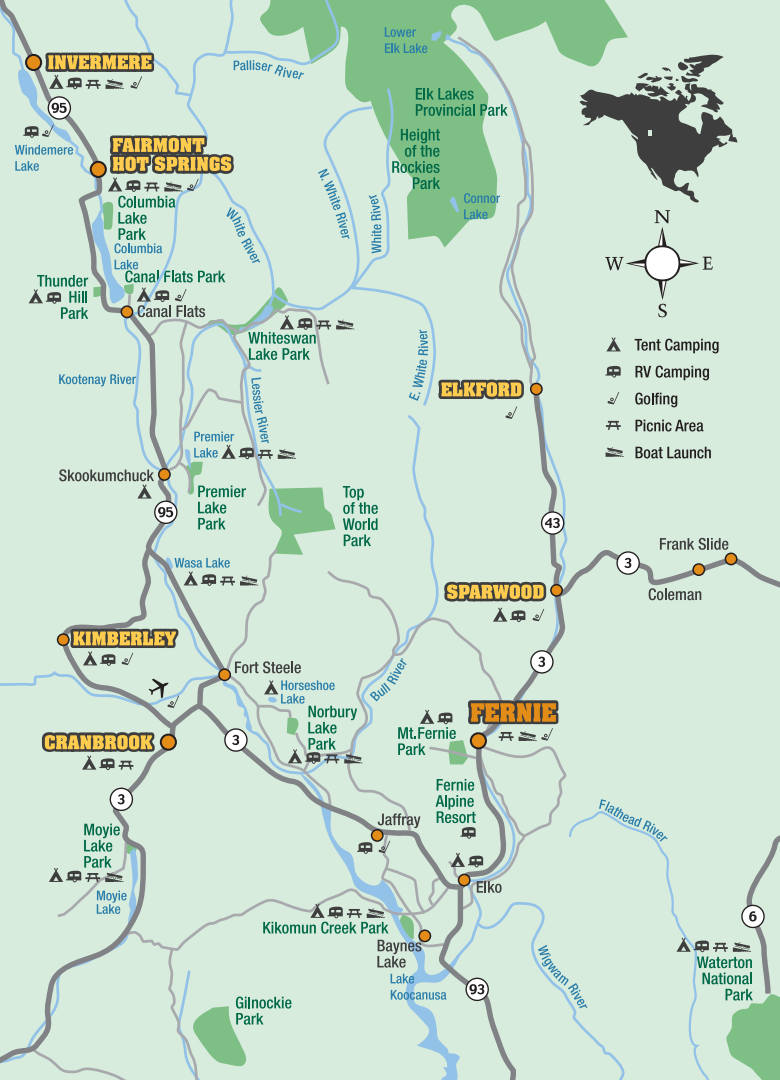 Lower
Elk Lake
INVERMERE
Palliser River
95
Elk Lakes
Provincial Park
Height
of the
Rockies
Park
Windemere
Lake
FAIRMONT
HOT SPRINGS
N. White River
White River
White River
Connor
Lake
Columbia
Lake
Park
Columbia
Lake
N
W
E
S
Thunder
Hill
Park
Canal Flats Park
Canal Flats
Whiteswan
Lake Park
Tent Camping
RV Camping
Golfing
Picnic Area
Boat Launch
Kootenay River
Lessier River
E. White River
ELKFORD
Premier
Lake
Skookumchuck
Premier
Lake
Park
Top
of the
World
Park
95
43
Wasa Lake
Frank Slide
3
Coleman
SPARWOOD
KIMBERLEY
Fort Steele
3
Horseshoe
Lake
Bull River
Norbury
Lake
Park
FERNIE
Mt.Fernie
Park
CRANBROOK
3
Fernie
Alpine
Resort
3
Jaffray
Flathead River
Moyie
Lake
Park
Moyie
Lake
Elko
Kikomun Creek Park
6
Baynes
Lake
Wigwam River
Waterton
National
Park
Lake
Koocanusa
93
Gilnockie
Park